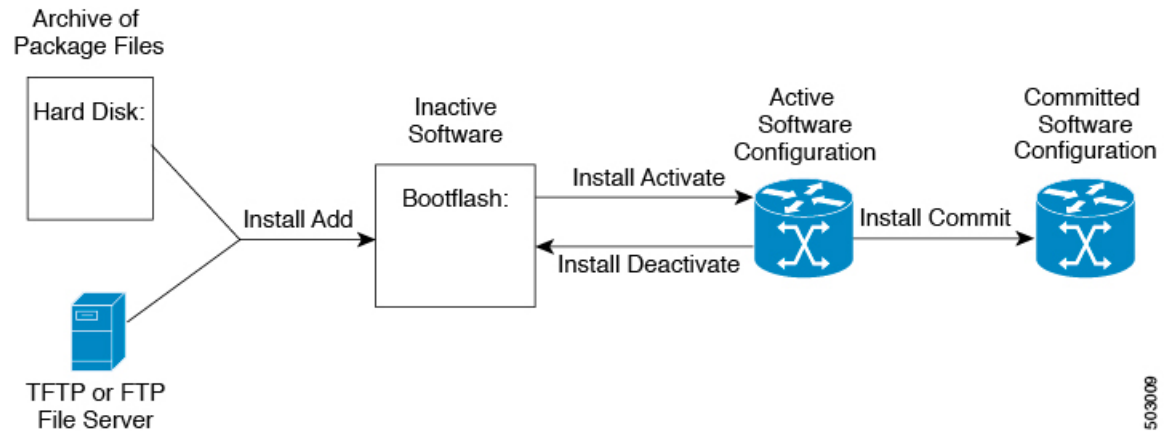 Archive of
Package Files
Hard Disk:
Inactive
Software
Bootflash:
Active
Software
Configuration
Committed
Software
Configuration
Install Add
Install Activate
Install Deactivate
Install Commit
TFTP or FTP
File Server
503009